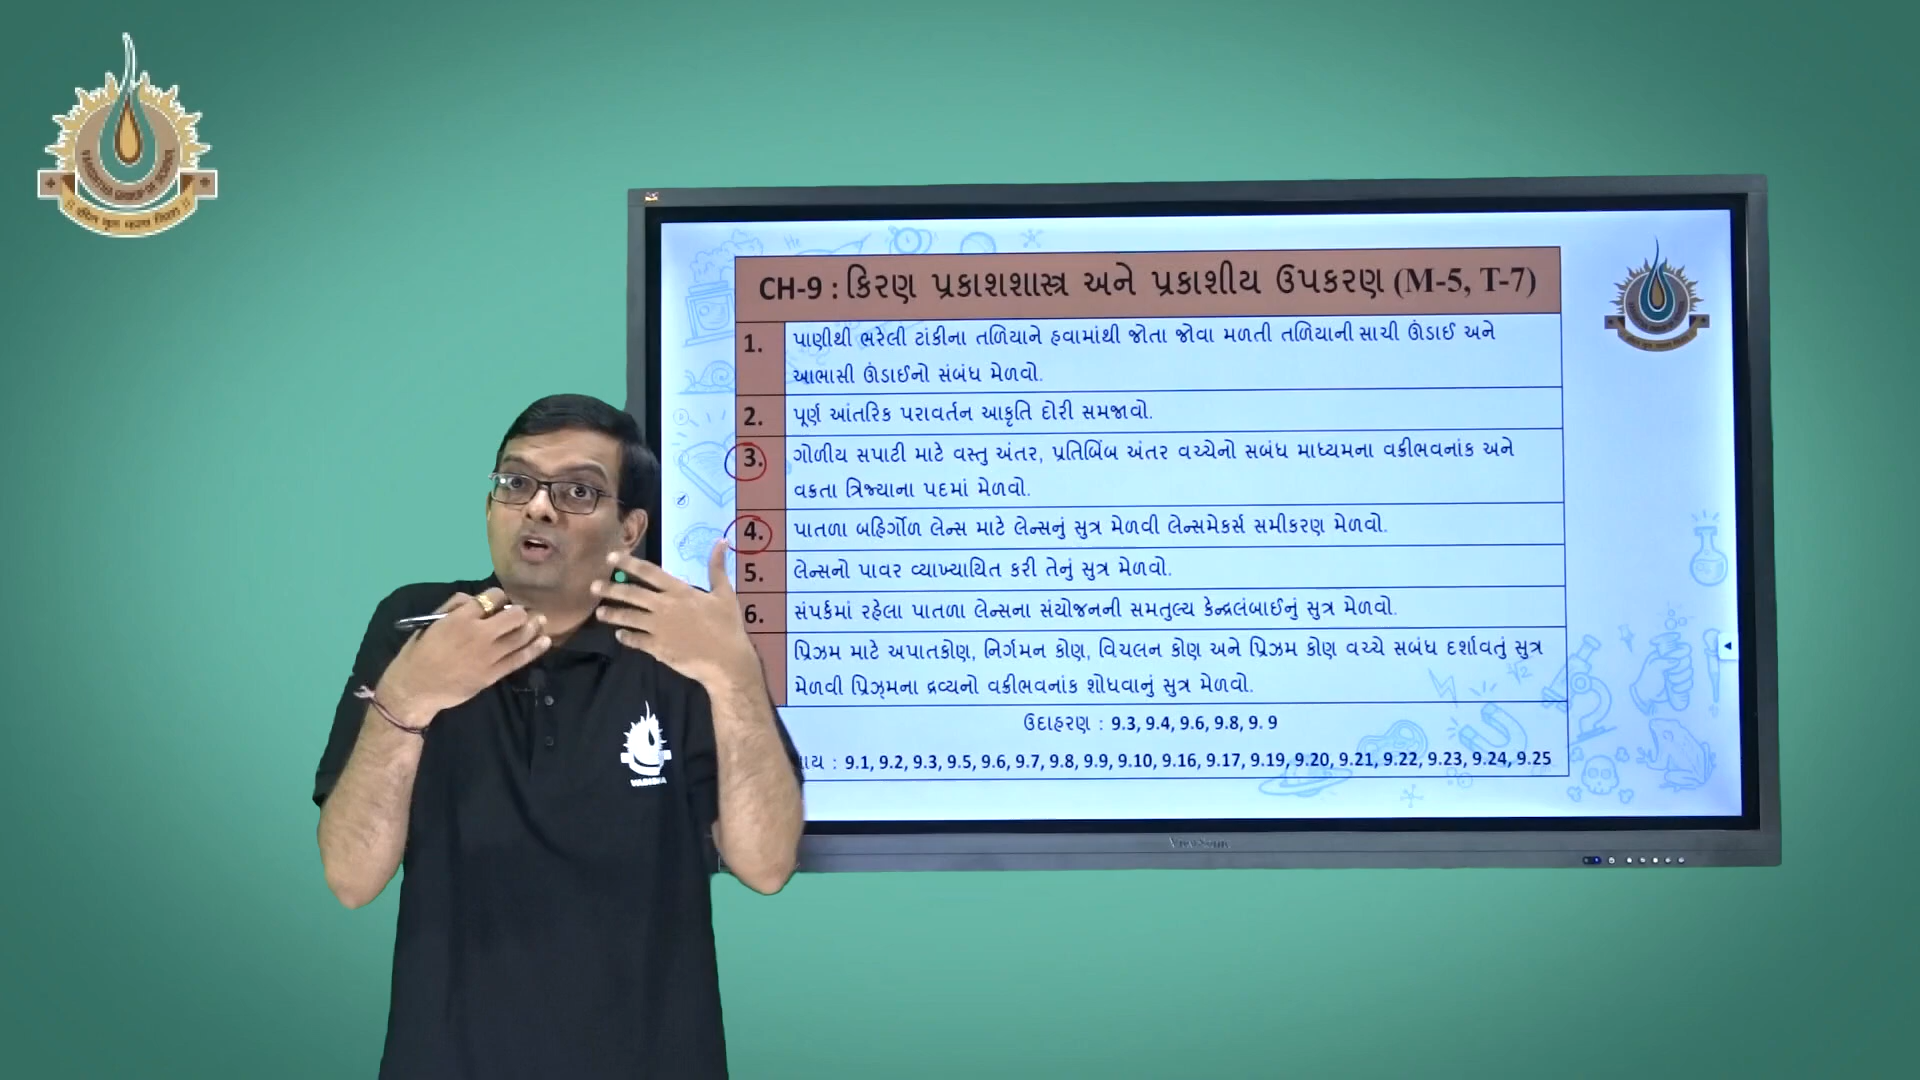 CH-9 : કિરણ પ્રકાશશાસ્ત્ર અને પ્રકાશીય ઉપકરણ (M-5, T-7)
1. પાણીથી ભરેલી ટાંકીના તળિયાને હવામાંથી જોતા જોવા મળતી તળિયાની સાચી ઊંડાઈ અને
આભાસી ઊંડાઈનો સંબંધ મેળવો.
2. પૂર્ણ આંતરિક પરાવર્તન આકૃતિ દોરી સમજાવો.
3. ગોળીય સપાટી માટે વસ્તુ અંતર, પ્રતિબિંબ અંતર વચ્ચેનો સબંધ માધ્યમના વક્રીભવનાંક અને
વક્રતા ત્રિજ્યાના પદમાં મેળવો.
4. પાતળા બહિર્ગોળ લેન્સ માટે લેન્સનું સુત્ર મેળવી લેન્સમેકર્સ સમીકરણ મેળવો.
5. લેન્સનો પાવર વ્યાખ્યાયિત કરી તેનું સુત્ર મેળવો.
6. સંપર્કમાં રહેલા પાતળા લેન્સના સંયોજનની સમતુલ્ય કેન્દ્રલંબાઈનું સુત્ર મેળવો.
પ્રિઝમ માટે અપાતકોણ, નિર્ગમન કોણ, વિચલન કોણ અને પ્રિઝમ કોણ વચ્ચે સબંધ દર્શાવતું સુત્ર
મેળવી પ્રિઝ્મના દ્રવ્યનો વક્રીભવનાંક શોધવાનું સુત્ર મેળવો.
ઉદાહરણ : 9.3, 9.4, 9.6, 9.8, 9. 9
: 9.1, 9.2, 9.3, 9.5, 9.6, 9.7, 9.8, 9.9, 9.10, 9.16, 9.17, 9.19, 9.20, 9.21, 9.22, 9.23, 9.24, 9.25
ViewSonic